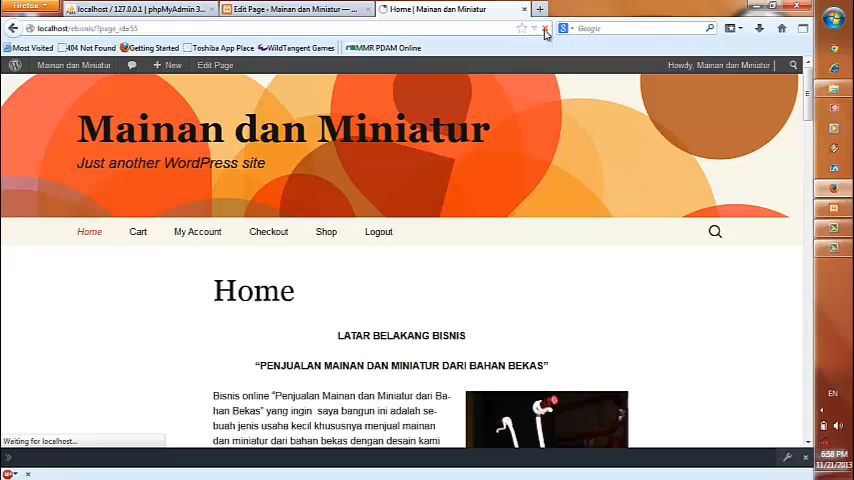 Firefox
localhost / 127.0.0.1 | phpMyAdmin 3...
Edit Page ‹ Mainan dan Miniatur — ...
Home | Mainan dan Miniatur
localhost/ebisnis/?page_id=55
Google
Most Visited
404 Not Found
Getting Started
Toshiba App Place
WildTangent Games
MMR PDAM Online
Mainan dan Miniatur
New
Edit Page
Howdy, Mainan dan Miniatur
Mainan dan Miniatur
Just another WordPress site
Home
Cart
My Account
Checkout
Shop
Logout
Home
LATAR BELAKANG BISNIS
“PENJUALAN MAINAN DAN MINIATUR DARI BAHAN BEKAS”
Bisnis online “Penjualan Mainan dan Miniatur dari Ba-
han Bekas” yang ingin saya bangun ini adalah se-
buah jenis usaha kecil khususnya menjual mainan
dan miniatur dari bahan bekas dengan desain kami
Waiting for localhost...
EN
6:58 PM
11/21/2013